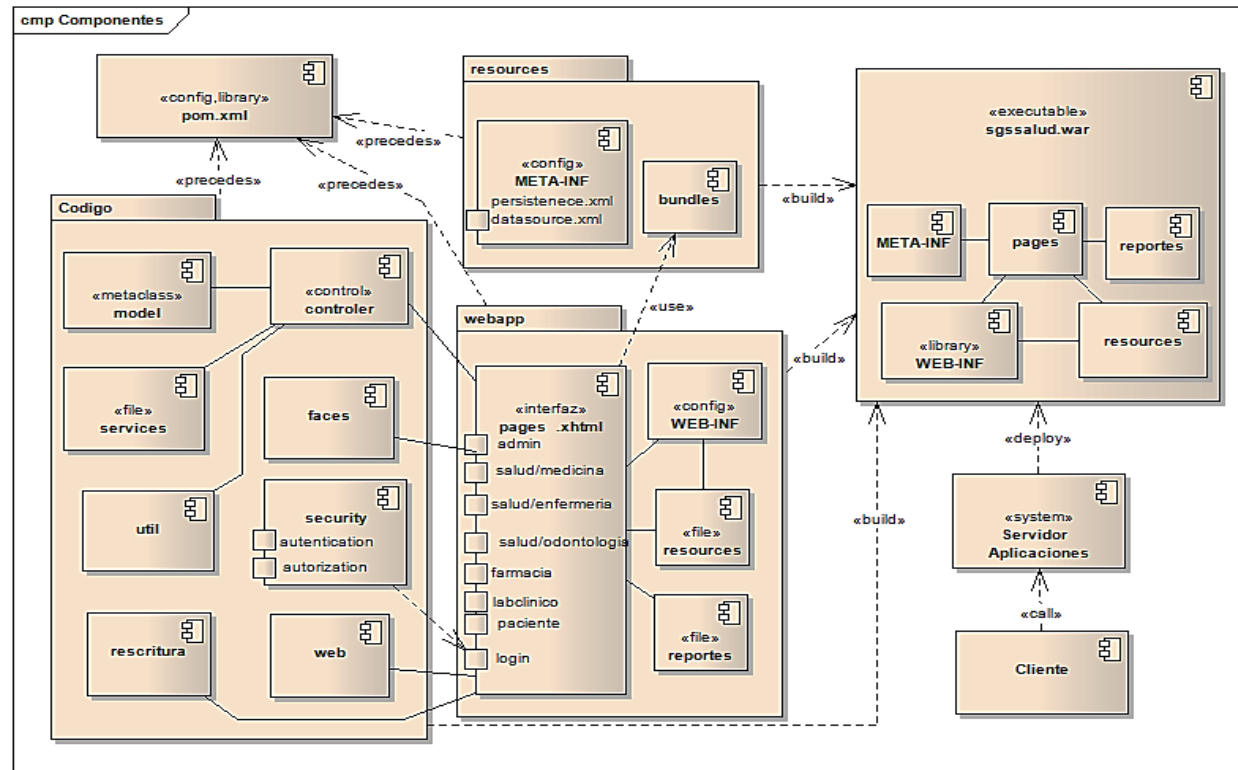 cmp Componentes
«config,library»
pom.xml
resources
«config»
META-INF
persistenece.xml
datasource.xml
bundles
«executable»
sgssalud.war
META-INF
pages
reportes
«library»
WEB-INF
resources
«precedes»
«precedes»
«precedes»
«build»
«use»
«build»
«build»
Codigo
«metaclass»
model
«control»
controler
«file»
services
faces
util
security
autentication
autorization
rescritura
web
webapp
«interfaz»
pages .xhtml
admin
salud/medicina
salud/enfermeria
salud/odontologia
farmacia
labclinico
paciente
login
«config»
WEB-INF
«file»
resources
«file»
reportes
«deploy»
«system»
Servidor
Aplicaciones
«call»
Cliente